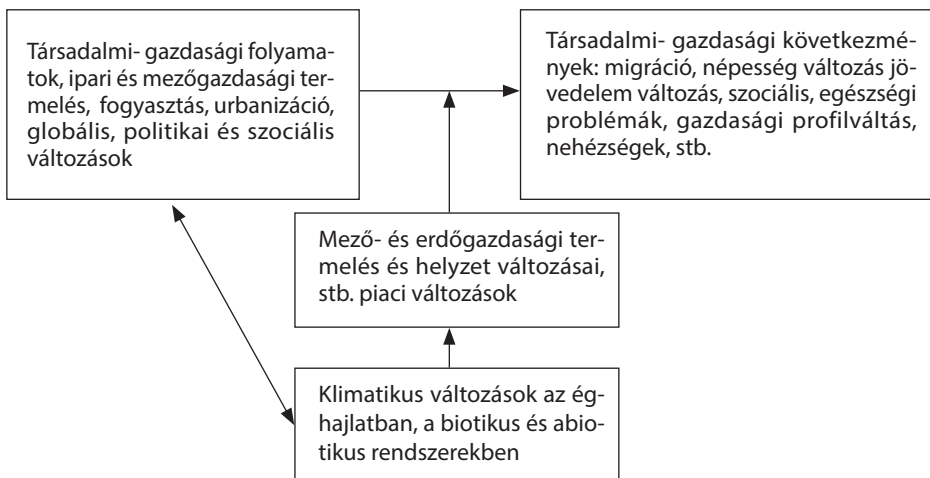 Társadalmi- gazdasági folyama-
tok, ipari és mezőgazdasági ter-
melés, fogyasztás, urbanizáció,
globális, politikai és szociális
változások
Társadalmi- gazdasági következmé-
nyek: migráció, népesség változás jö-
vedelem változás, szociális, egészségi
problémák, gazdasági profilváltás,
nehézségek, stb.
Mező- és erdőgazdasági ter-
melés és helyzet változásai,
stb. piaci változások
Klimatikus változások az ég-
hajlatban, a biotikus és abio-
tikus rendszerekben